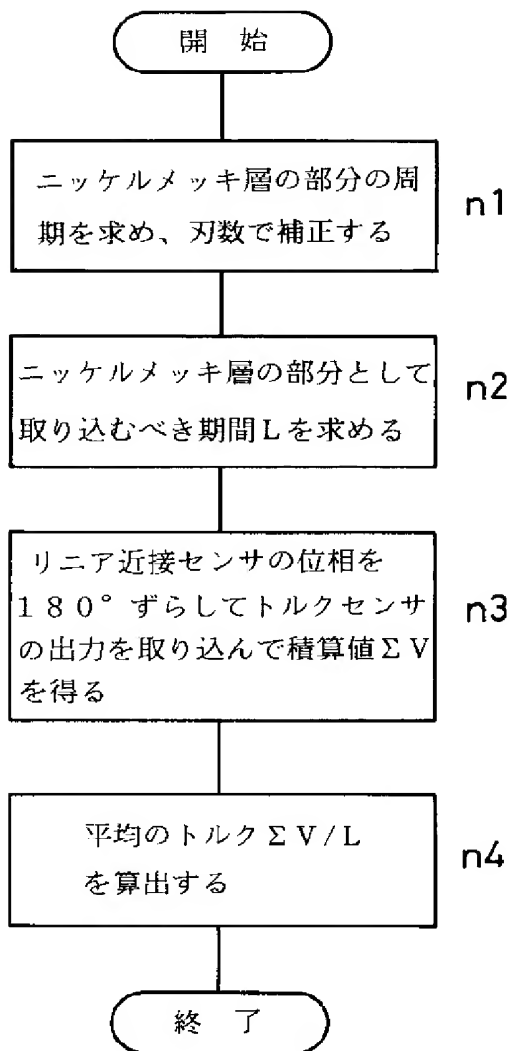 開 始
ニッケルメッキ層の部分の周
期を求め、刃数で補正する
n1
ニッケルメッキ層の部分として
取り込むべき期間Lを求める
n2
リニア近接センサの位相を
180°ずらしてトルクセンサ
の出力を取り込んで積算値ΣV
を得る
n3
平均のトルクΣV/L
を算出する
n4
終 了